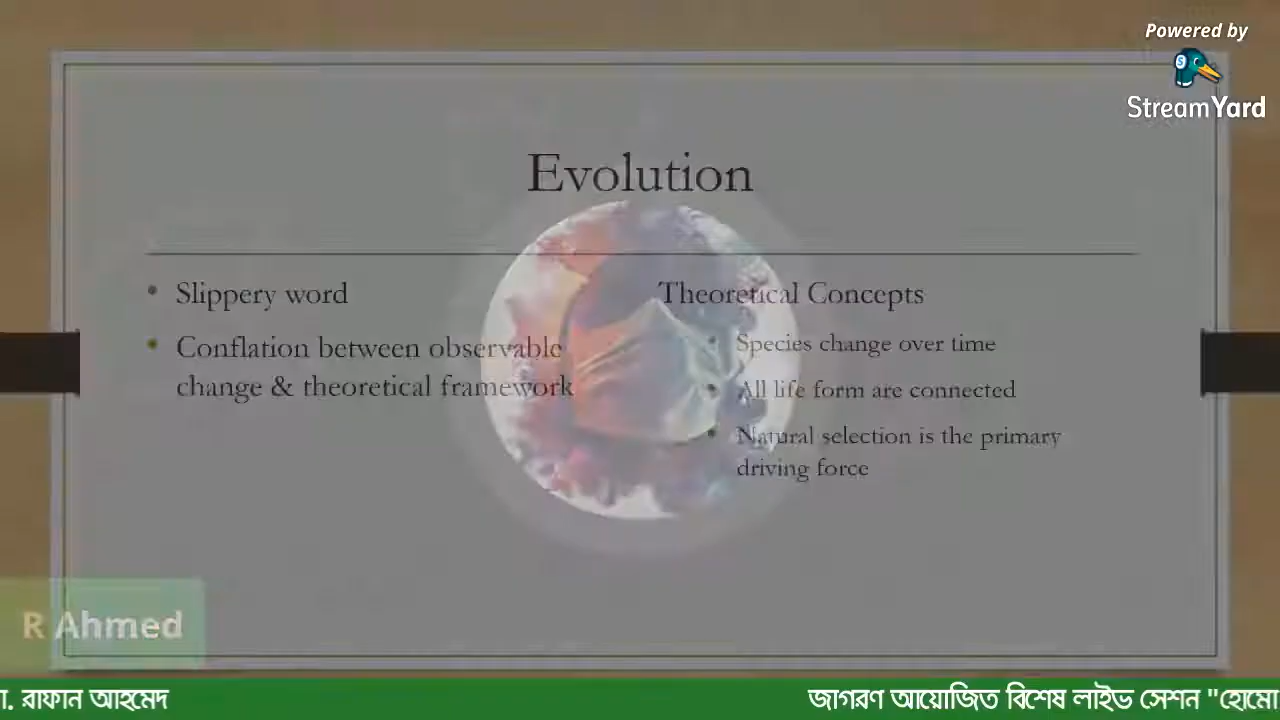 Powered by
StreamYard
Evolution
• Slippery word
• Conflation between observable
change & theoretical framework
Theoretical Concepts
• Species change over time
• All life form are connected
• Natural selection is the primary
driving force
R Ahmed
া. রাফান আহমেদ
জাগরণ আয়োজিত বিশেষ লাইভ সেশন "হোমো